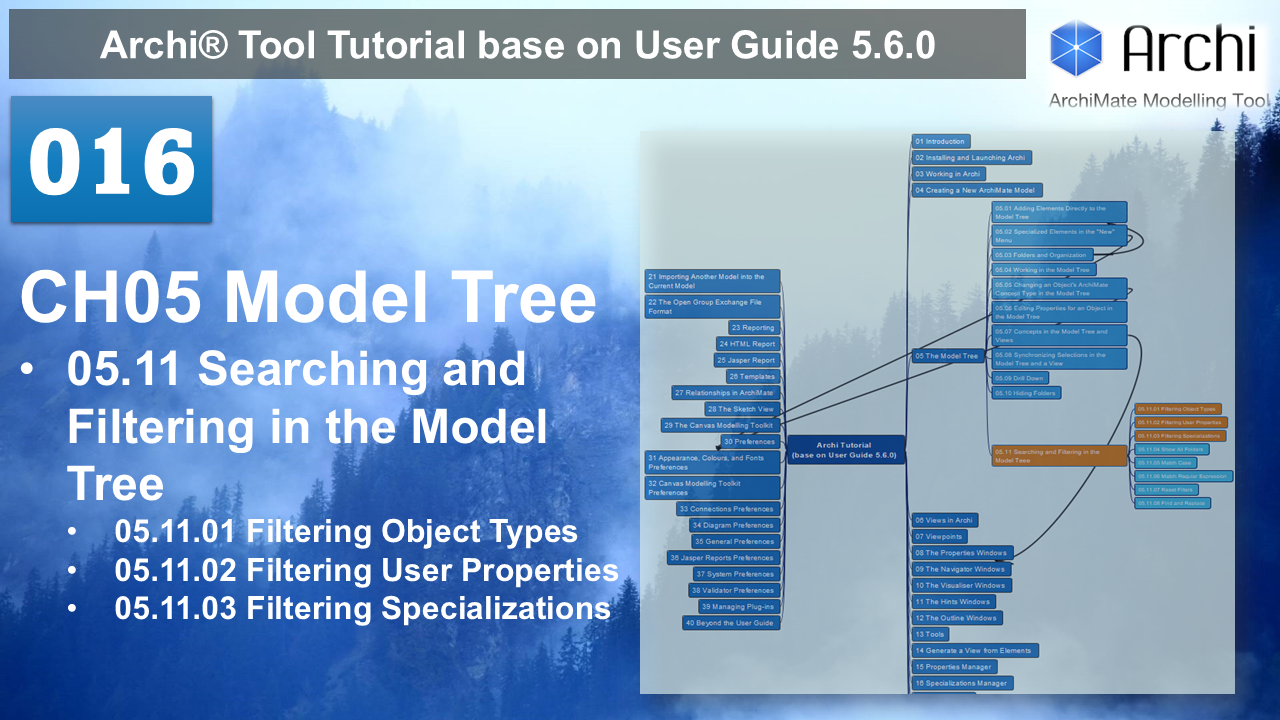 Archi® Tool Tutorial base on User Guide 5.6.0
Archi
ArchiMate Modelling Tool
016
CH05 Model Tree
• 05.11 Searching and
Filtering in the Model
Tree
• 05.11.01 Filtering Object Types
• 05.11.02 Filtering User Properties
• 05.11.03 Filtering Specializations
21 Importing Another Model into the
Current Model
22 The Open Group Exchange File
Format
23 Reporting
24 HTML Report
25 Jasper Report
26 Templates
27 Relationships in ArchiMate
28 The Sketch View
29 The Canvas Modelling Toolkit
30 Preferences
31 Appearance, Colours, and Fonts
Preferences
32 Canvas Modelling Toolkit
Preferences
33 Connections Preferences
34 Diagram Preferences
35 General Preferences
36 Jasper Reports Preferences
37 System Preferences
38 Validator Preferences
39 Managing Plug-ins
40 Beyond the User Guide
Archi Tutorial
(base on User Guide 5.6.0)
01 Introduction
02 Installing and Launching Archi
03 Working in Archi
04 Creating a New ArchiMate Model
05 The Model Tree
05.01 Adding Elements Directly to the
Model Tree
05.02 Specialized Elements in the "New"
Menu
05.03 Folders and Organization
05.04 Working in the Model Tree
05.05 Changing an Object's ArchiMate
Concept Type in the Model Tree
05.06 Editing Properties for an Object in
the Model Tree
05.07 Concepts in the Model Tree and
Views
05.08 Synchronizing Selections in the
Model Tree and a View
05.09 Drill Down
05.10 Hiding Folders
05.11 Searching and Filtering in the
Model Tree
05.11.01 Filtering Object Types
05.11.02 Filtering User Properties
05.11.03 Filtering Specializations
05.11.04 Show All Folders
05.11.05 Match Case
05.11.06 Match Regular Expression
05.11.07 Reset Filters
05.11.08 Find and Replace
06 Views in Archi
07 Viewpoints
08 The Properties Windows
09 The Navigator Windows
10 The Visualiser Windows
11 The Hints Windows
12 The Outline Windows
13 Tools
14 Generate a View from Elements
15 Properties Manager
16 Specializations Manager